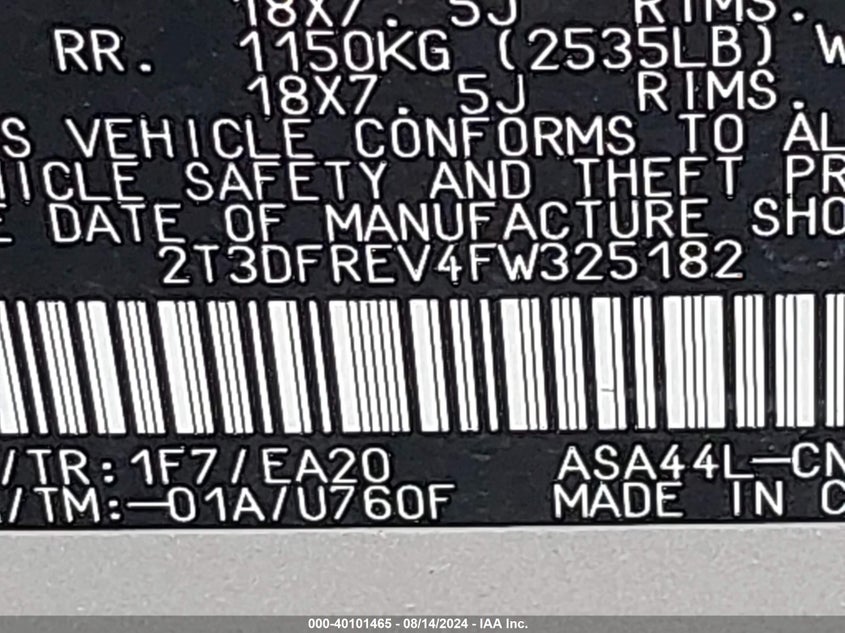 18X7.5J RIMS.
RR. 1150KG (2535LB) W
18X7.5J RIMS.
S VEHICLE CONFORMS TO AL
HICLE SAFETY AND THEFT PR
E DATE OF MANUFACTURE SHO
2T3DFREV4FW325182
/TR:1F7/EA20 ASA44L-CN
/TM:-01A/U760F MADE IN C
000-40101465 - 08/14/2024 - IAA Inc.